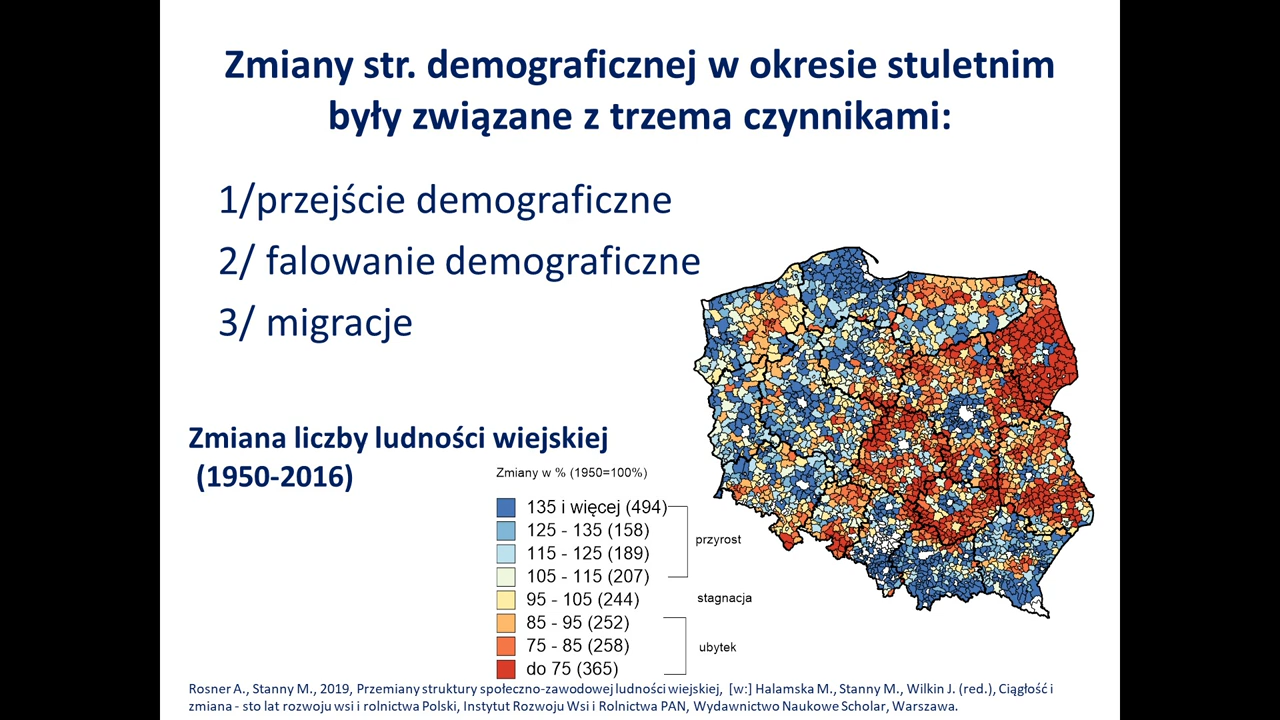 Zmiany str. demograficznej w okresie stuletnim
były związane z trzema czynnikami:
1/przejście demograficzne
2/ falowanie demograficzne
3/ migracje
Zmiana liczby ludności wiejskiej
(1950-2016)
Zmiany w % (1950=100%)
135 i więcej (494)
125 - 135 (158)
przyrost
115 - 125 (189)
105 - 115 (207)
95 - 105 (244)
stagnacja
85 - 95 (252)
75 - 85 (258)
ubytek
do 75 (365)
Rosner A., Stanny M., 2019, Przemiany struktury społeczno-zawodowej ludności wiejskiej, [w:] Halamska M., Stanny M., Wilkin J. (red.), Ciągłość i
zmiana - sto lat rozwoju wsi i rolnictwa Polski, Instytut Rozwoju Wsi i Rolnictwa PAN, Wydawnictwo Naukowe Scholar, Warszawa.